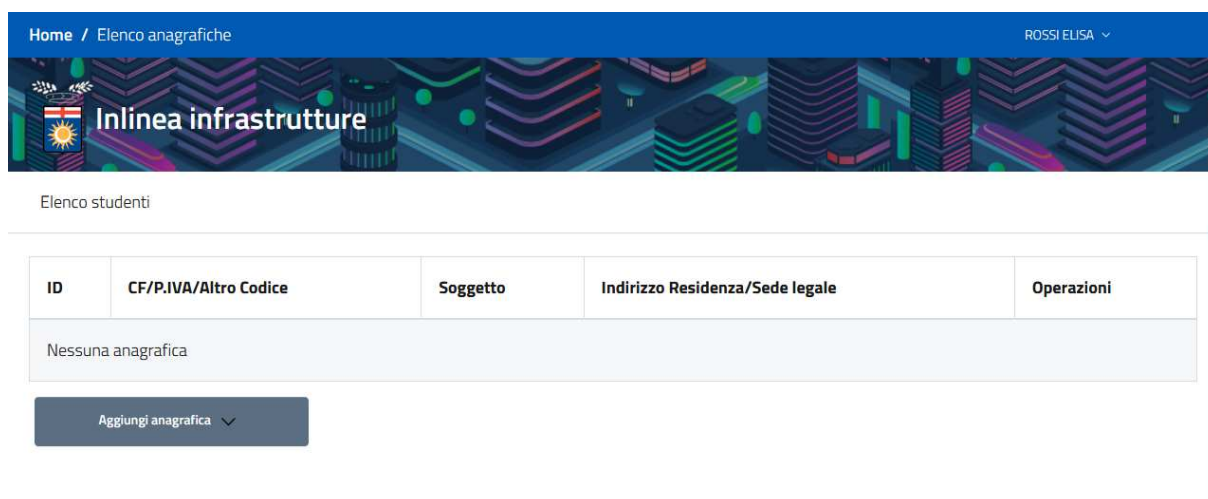 Home / Elenco anagrafiche ROSSI ELISA
Inlinea infrastrutture
Elenco studenti
ID CF/P.IVA/Altro Codice Soggetto Indirizzo Residenza/Sede legale Operazioni
Nessuna anagrafica
Aggiungi anagrafica